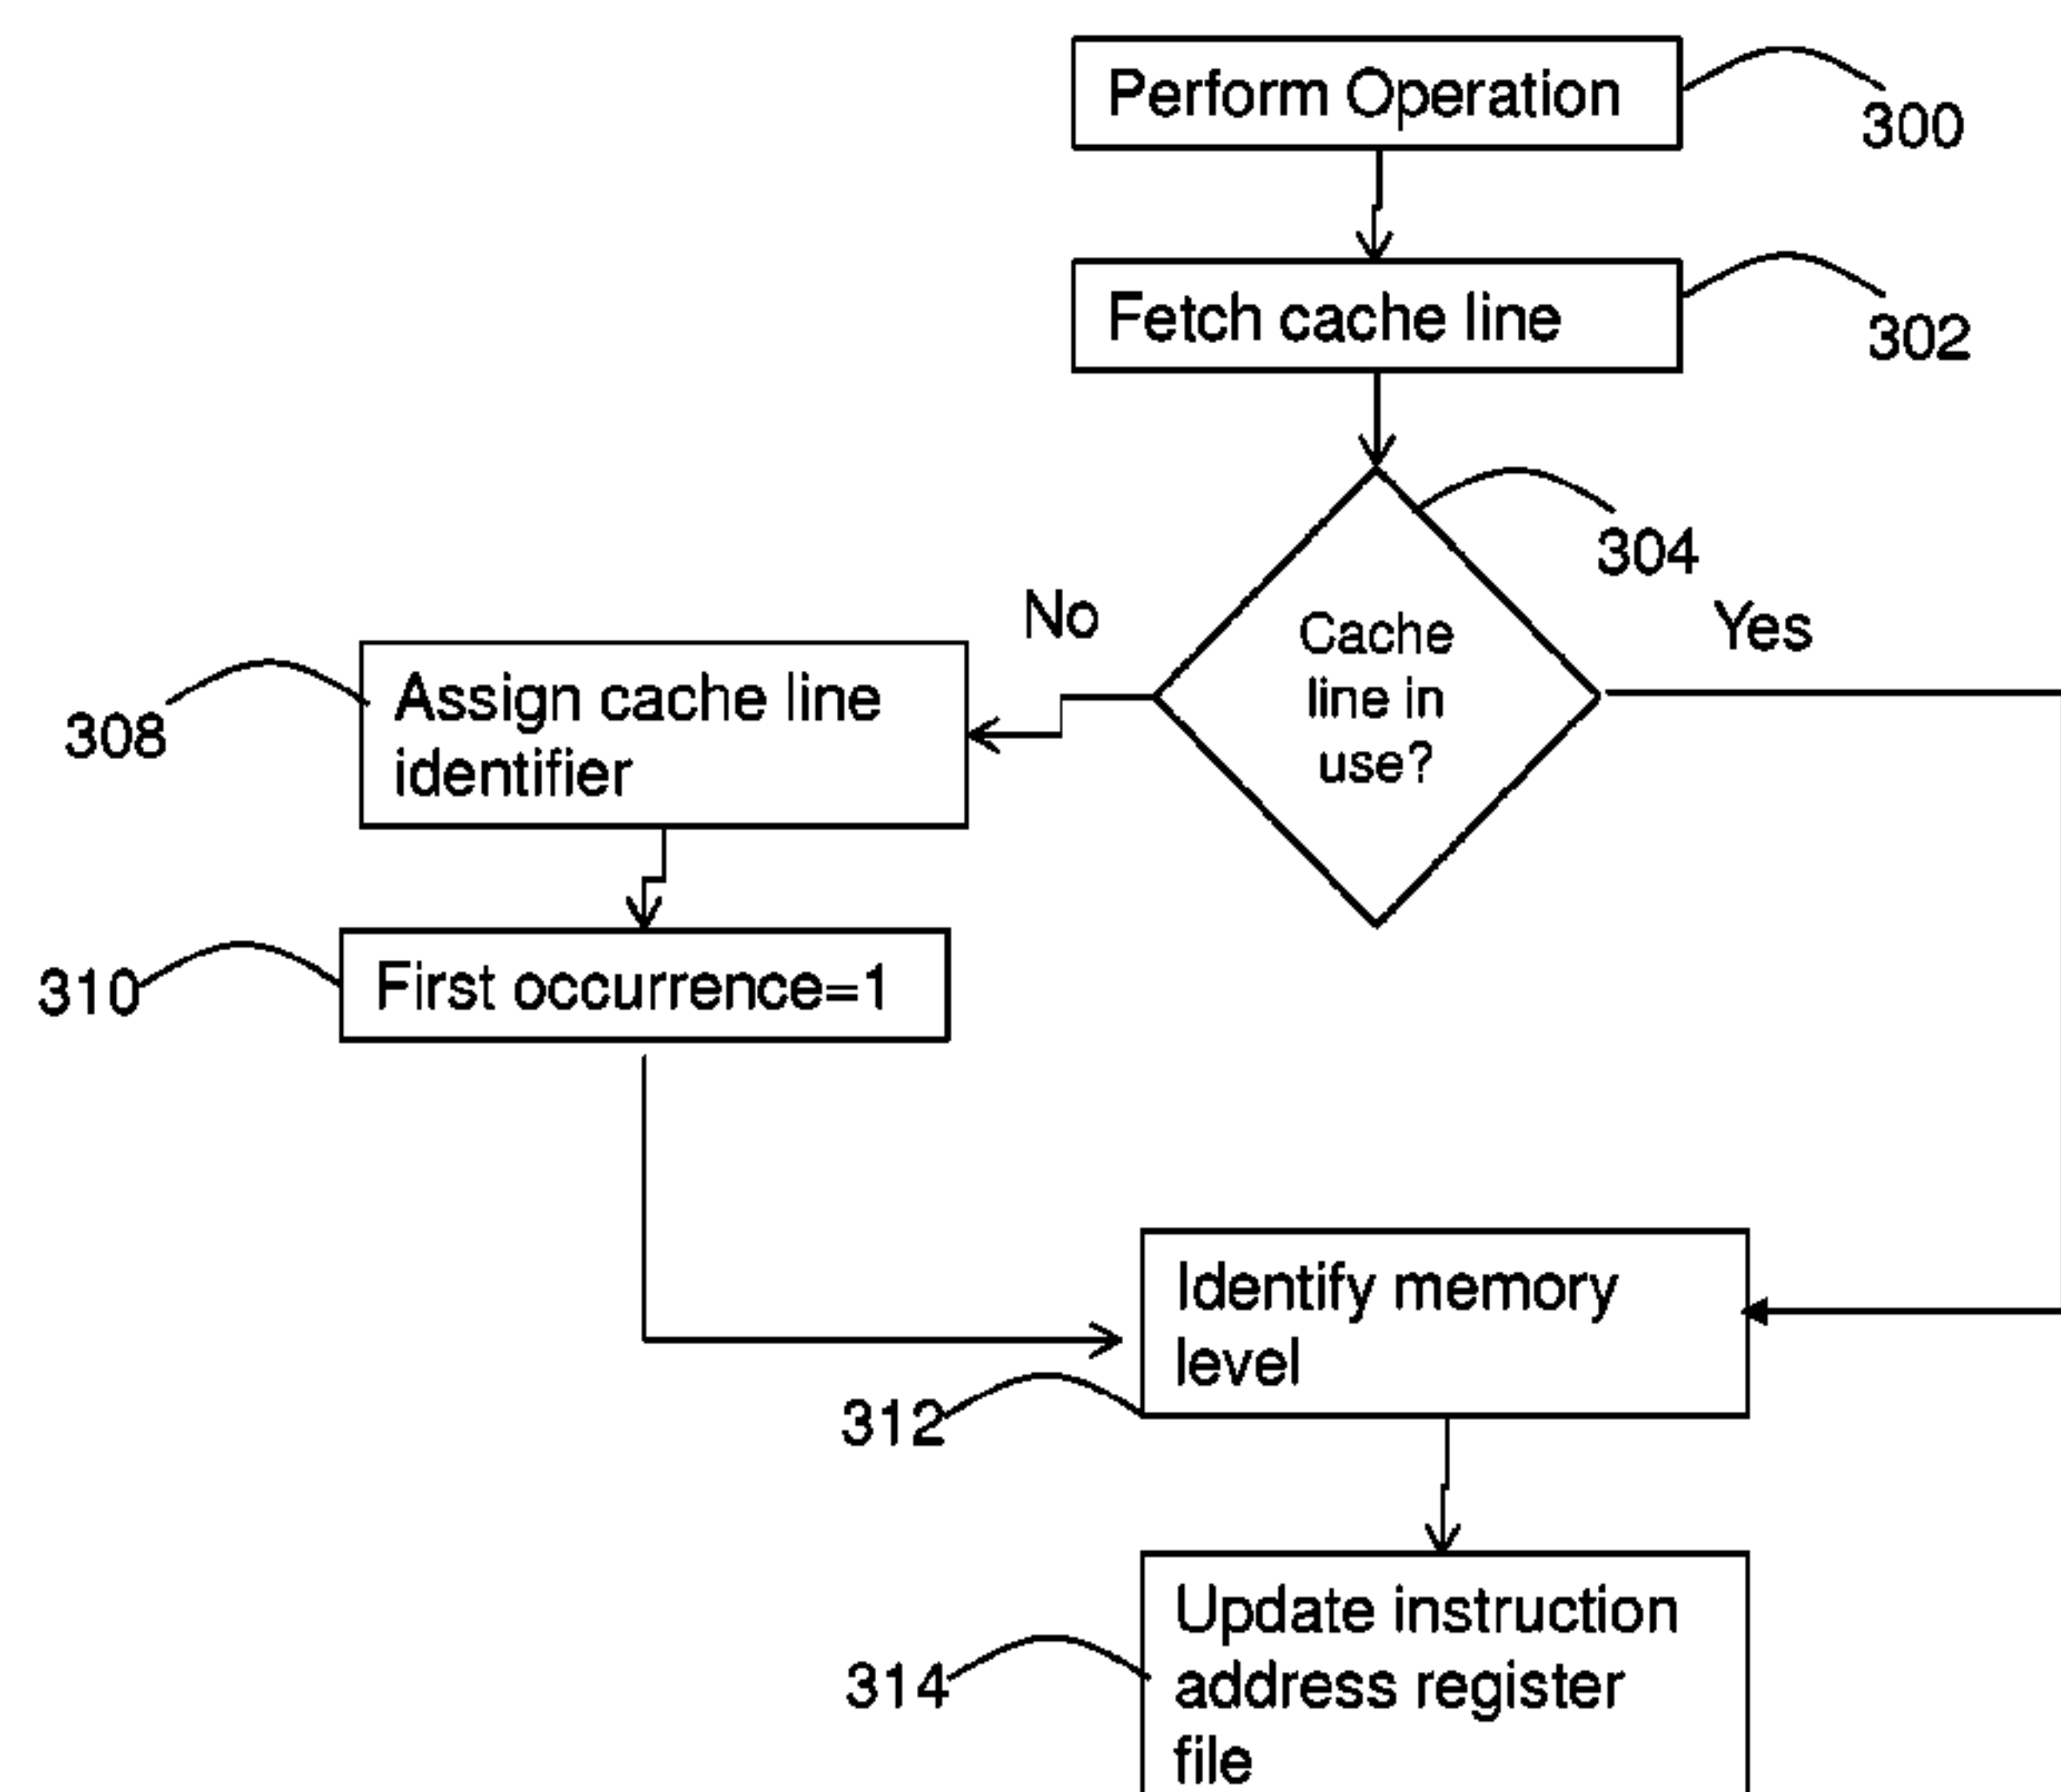 Perform Operation
300
Fetch cache line
302
304
No
Yes
Cache
line in
use?
Assign cache line
identifier
308
First occurrence=1
310
Identify memory
level
312
Update instruction
address register
file
314